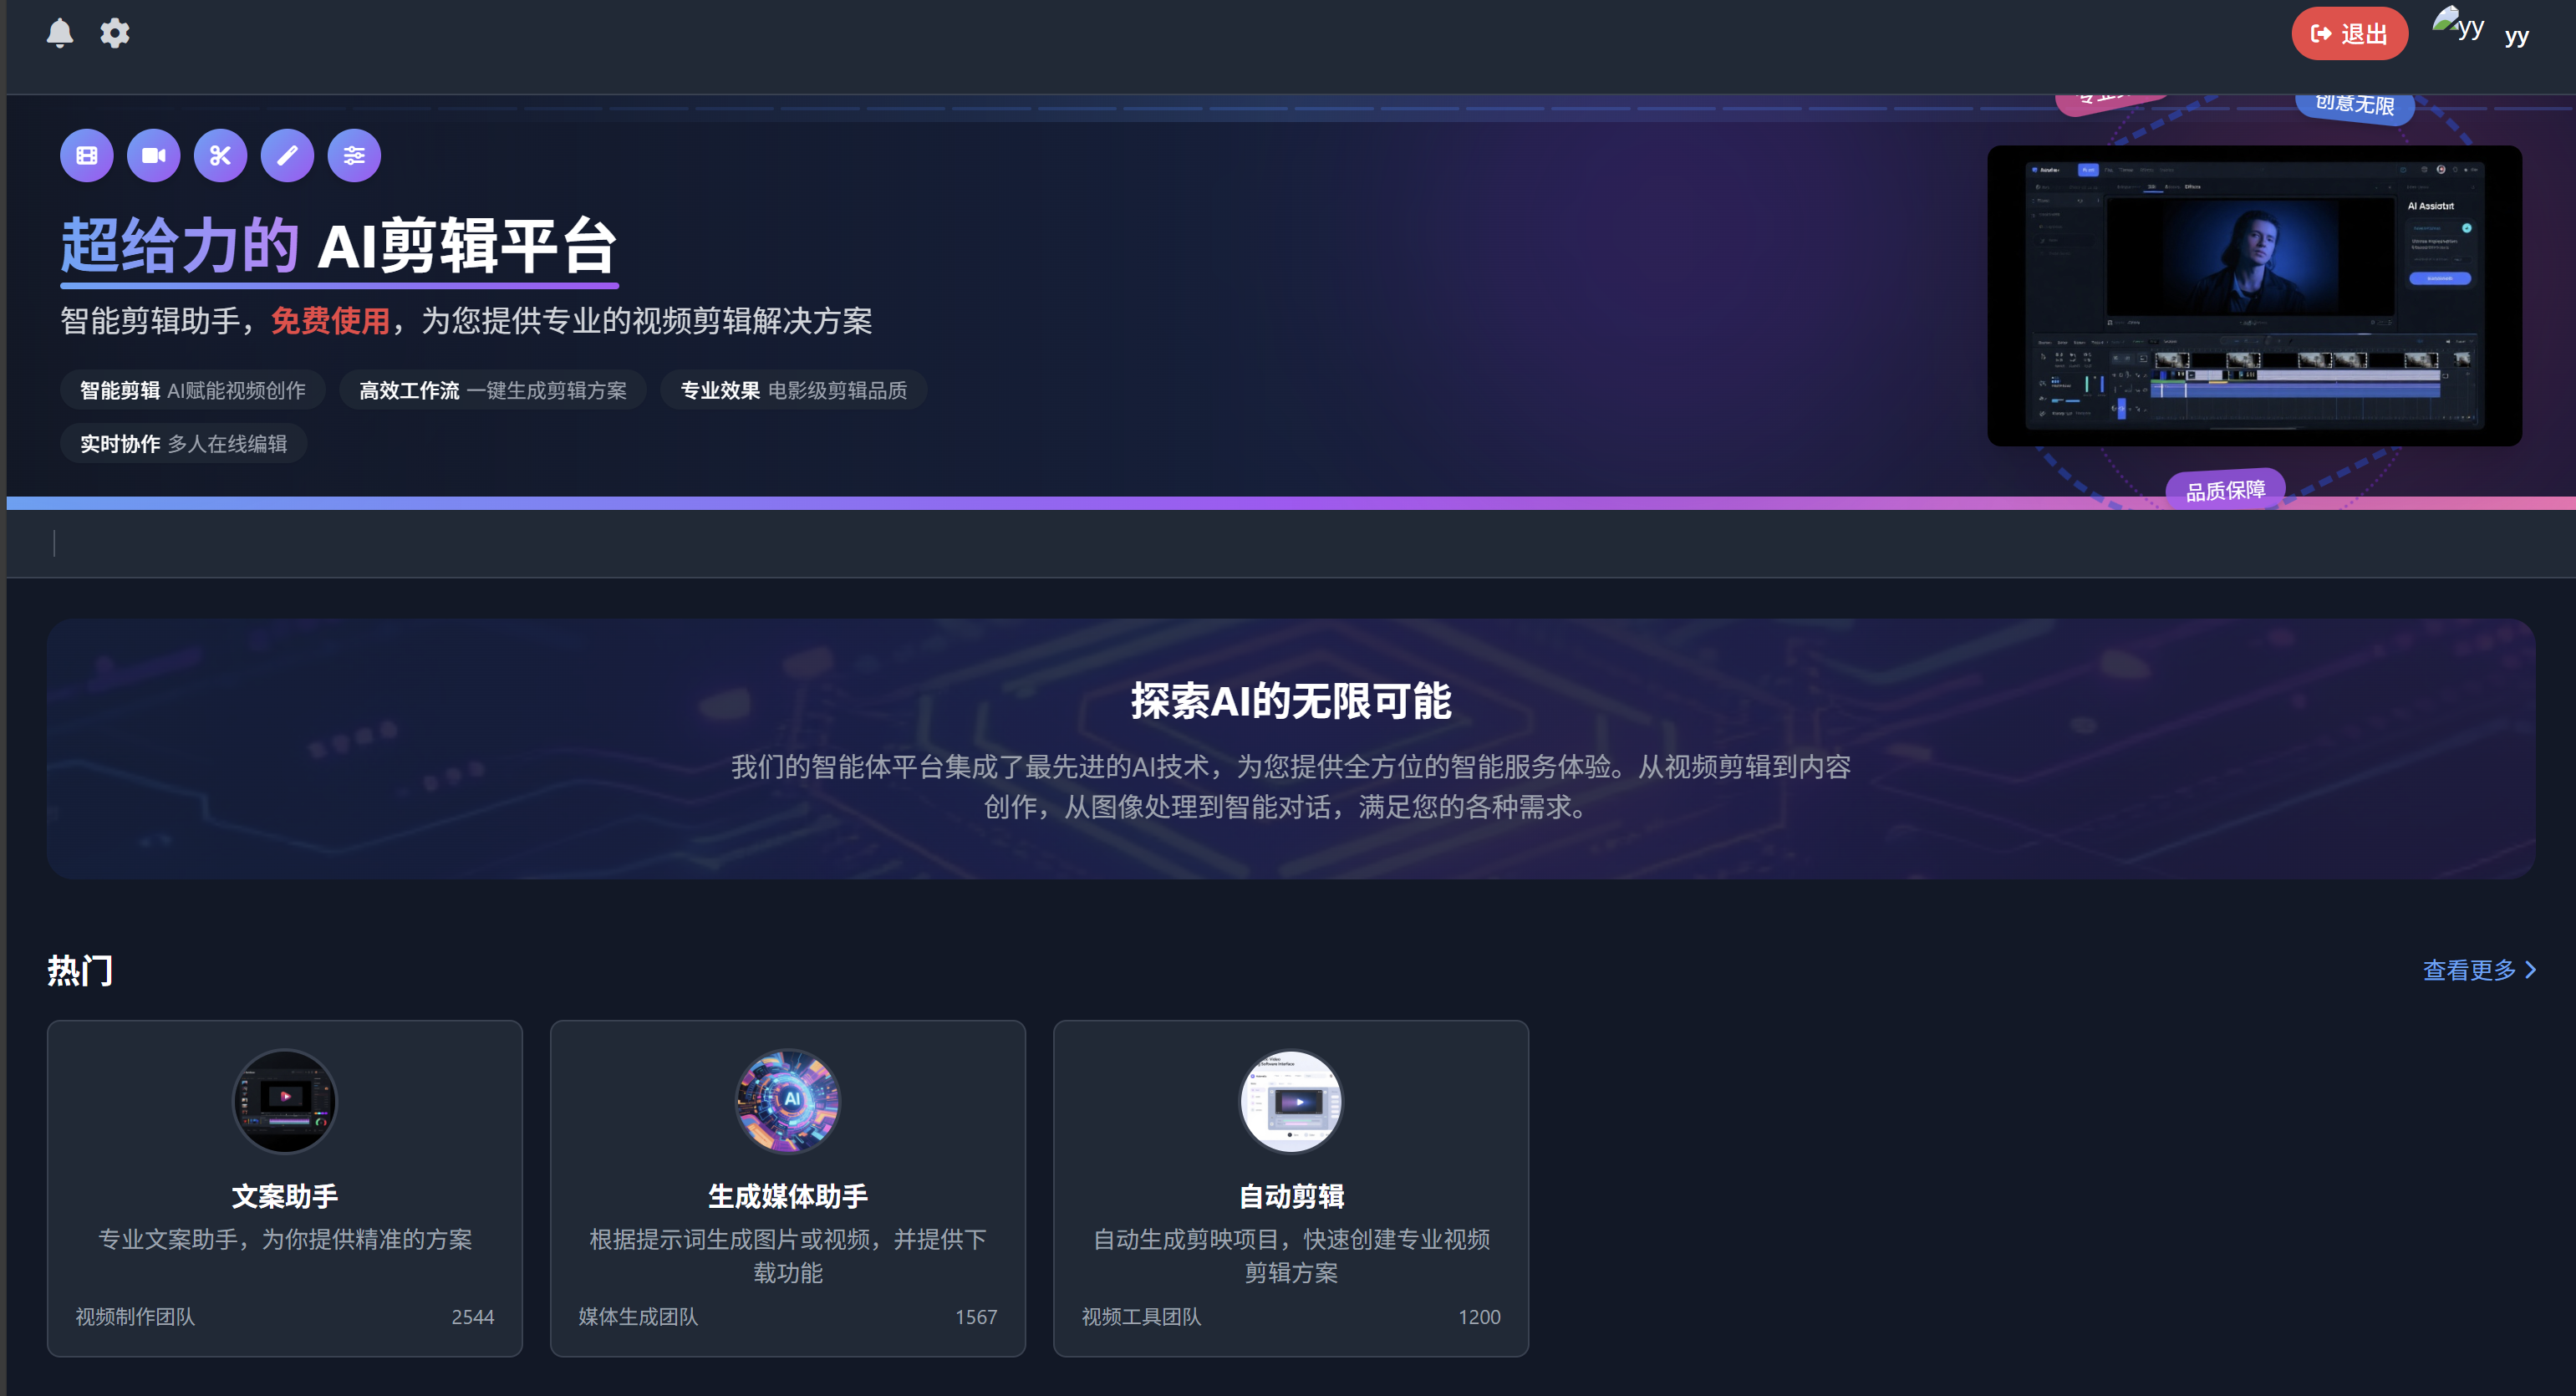 退出
yy
yy
创意无限
超给力的 AI剪辑平台
智能剪辑助手，免费使用，为您提供专业的视频剪辑解决方案
智能剪辑 AI赋能视频创作
高效工作流 一键生成剪辑方案
专业效果 电影级剪辑品质
实时协作 多人在线编辑
AI Assistxt
品质保障
探索AI的无限可能
我们的智能体平台集成了最先进的AI技术，为您提供全方位的智能服务体验。从视频剪辑到内容
创作，从图像处理到智能对话，满足您的各种需求。
热门
查看更多
AI
文案助手
专业文案助手，为你提供精准的方案
视频制作团队
2544
生成媒体助手
根据提示词生成图片或视频，并提供下
载功能
媒体生成团队
1567
自动剪辑
自动生成剪映项目，快速创建专业视频
剪辑方案
视频工具团队
1200